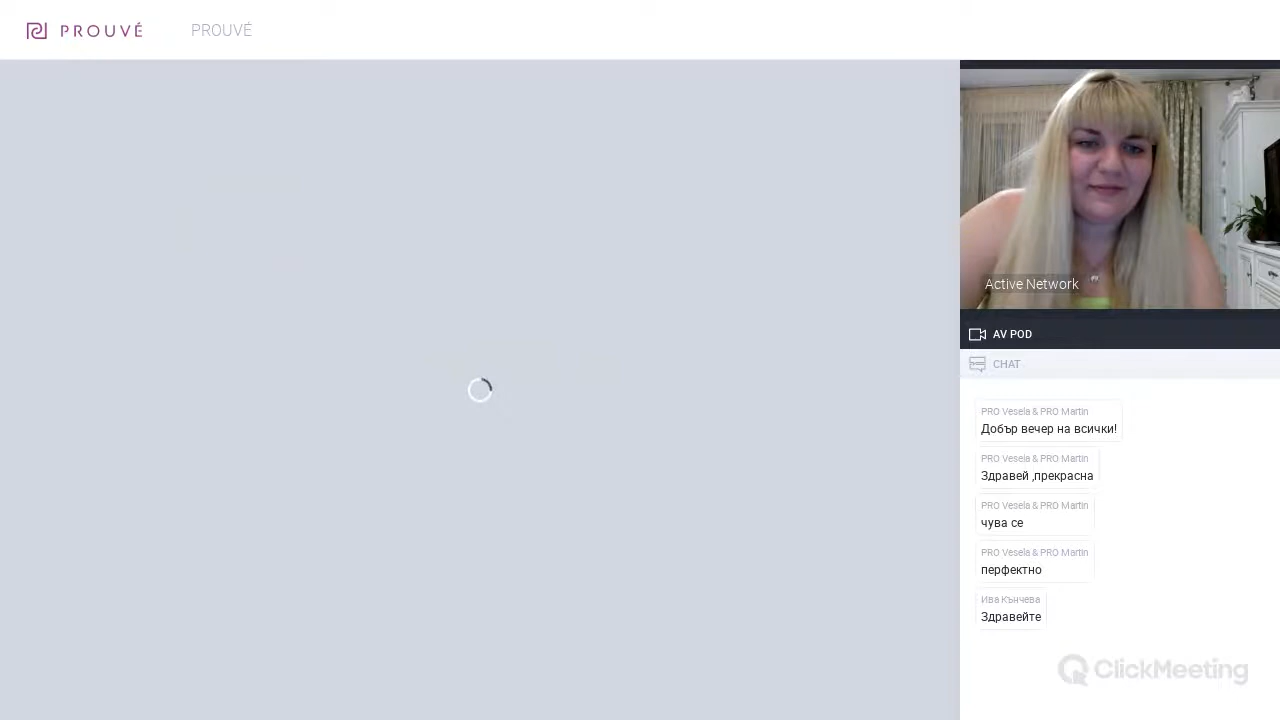 PROUVÉ
PROUVÉ
Active Network
AV POD
CHAT
PRO Vesela & PRO Martin
Добър вечер на всички!
PRO Vesela & PRO Martin
Здравей ,прекрасна
PRO Vesela & PRO Martin
чува се
PRO Vesela & PRO Martin
перфектно
Ива Кънчева
Здравейте
ClickMeeting